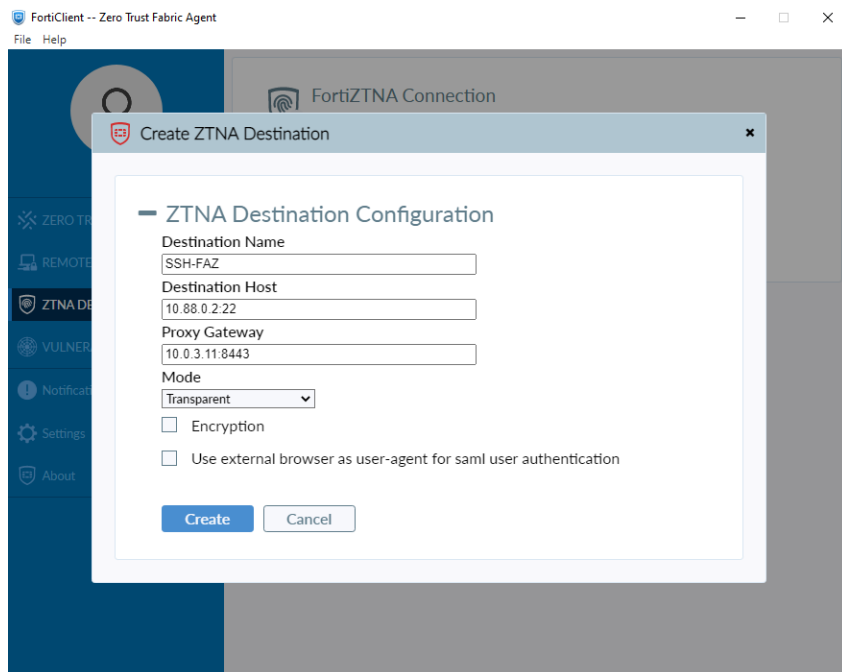 FortiClient -- Zero Trust Fabric Agent
File Help
FortiZTNA Connection
Create ZTNA Destination
ZTNA Destination Configuration
Destination Name
SSH-FAZ
Destination Host
10.88.0.2:22
Proxy Gateway
10.0.3.11:8443
Mode
Transparent
Encryption
Use external browser as user-agent for saml user authentication
Create Cancel
ZERO TR
REMOTE
ZTNA DE
VULNER
Notificati
Settings
About